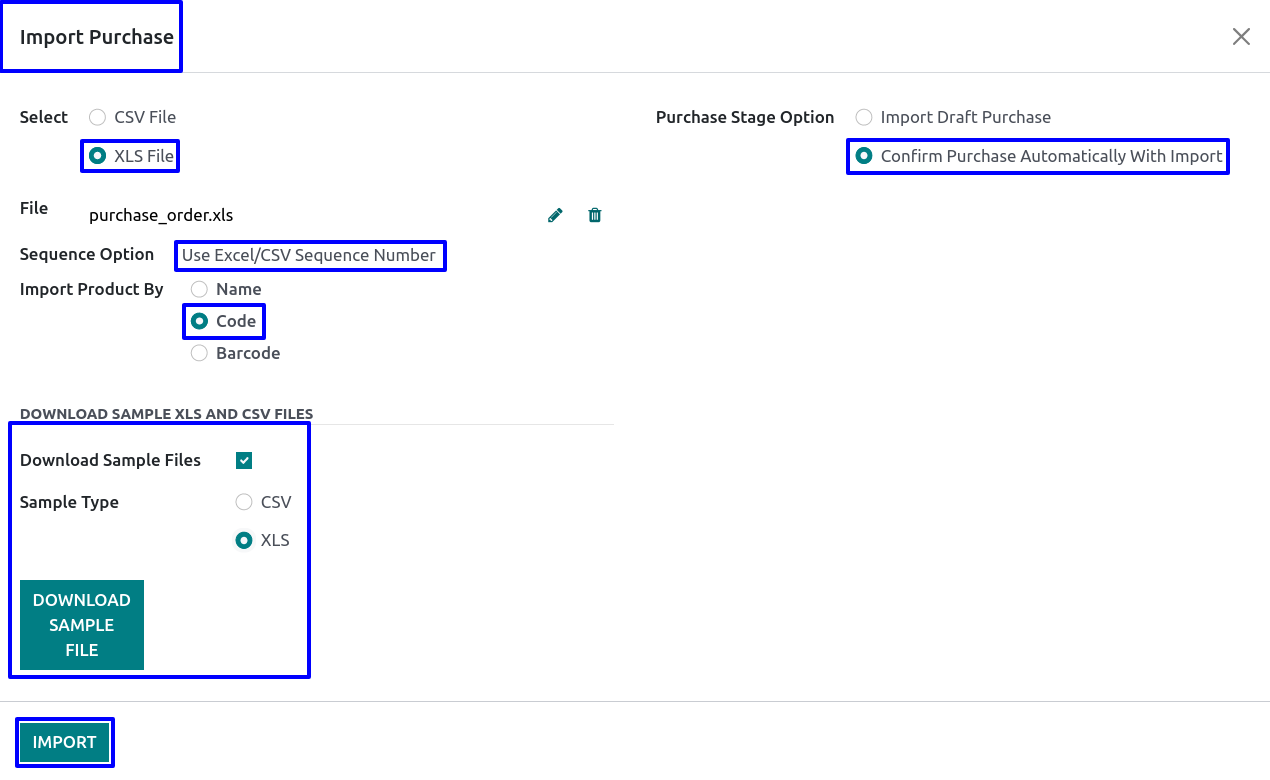 Import Purchase
Select
CSV File
XLS File
Purchase Stage Option
Import Draft Purchase
Confirm Purchase Automatically With Import
File
purchase_order.xls
Sequence Option
Use Excel/CSV Sequence Number
Import Product By
Name
Code
Barcode
DOWNLOAD SAMPLE XLS AND CSV FILES
Download Sample Files
Sample Type
CSV
XLS
DOWNLOAD
SAMPLE
FILE
IMPORT